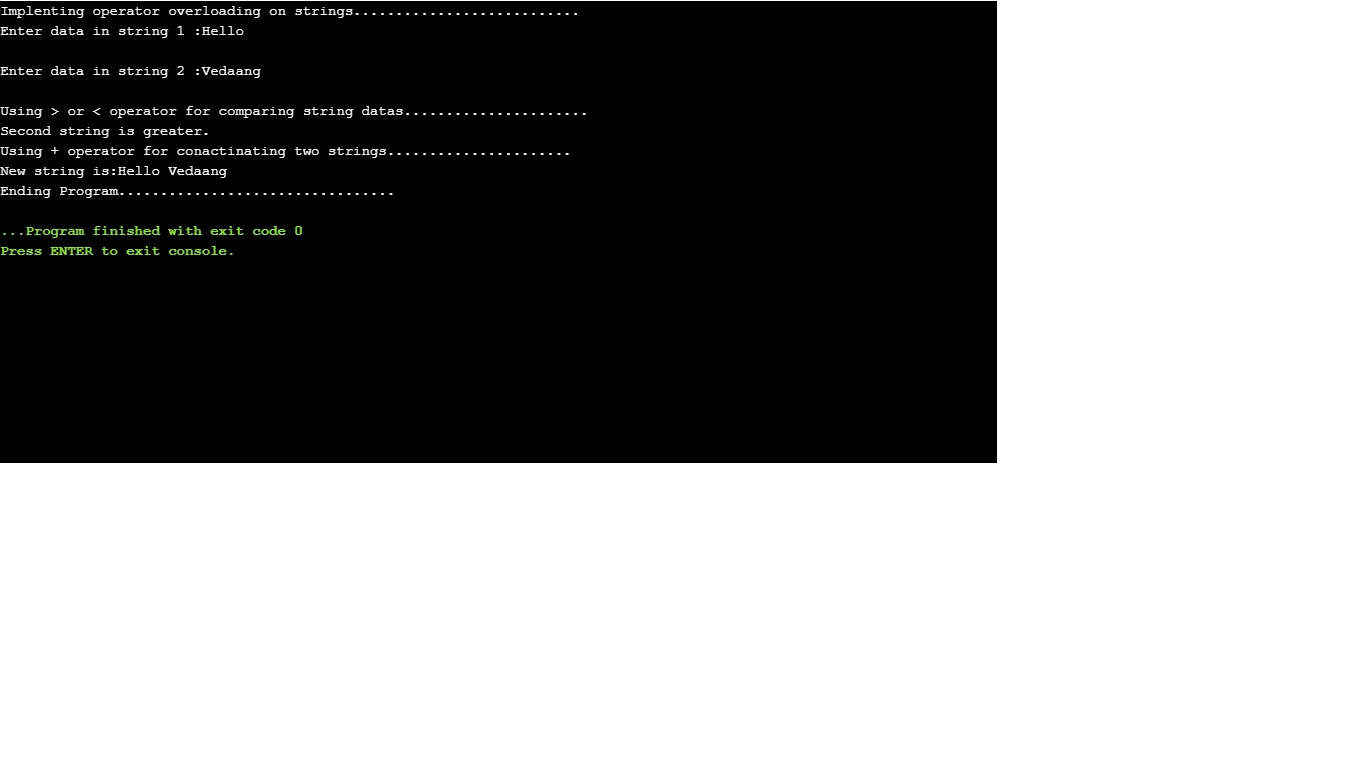 Implenting operator overloading on strings...........................
Enter data in string 1 :Hello
Enter data in string 2 :Vedaang
Using > or < operator for comparing string datas......................
Second string is greater.
Using + operator for conactinating two strings......................
New string is:Hello Vedaang
Ending Program.................................
...Program finished with exit code 0
Press ENTER to exit console.